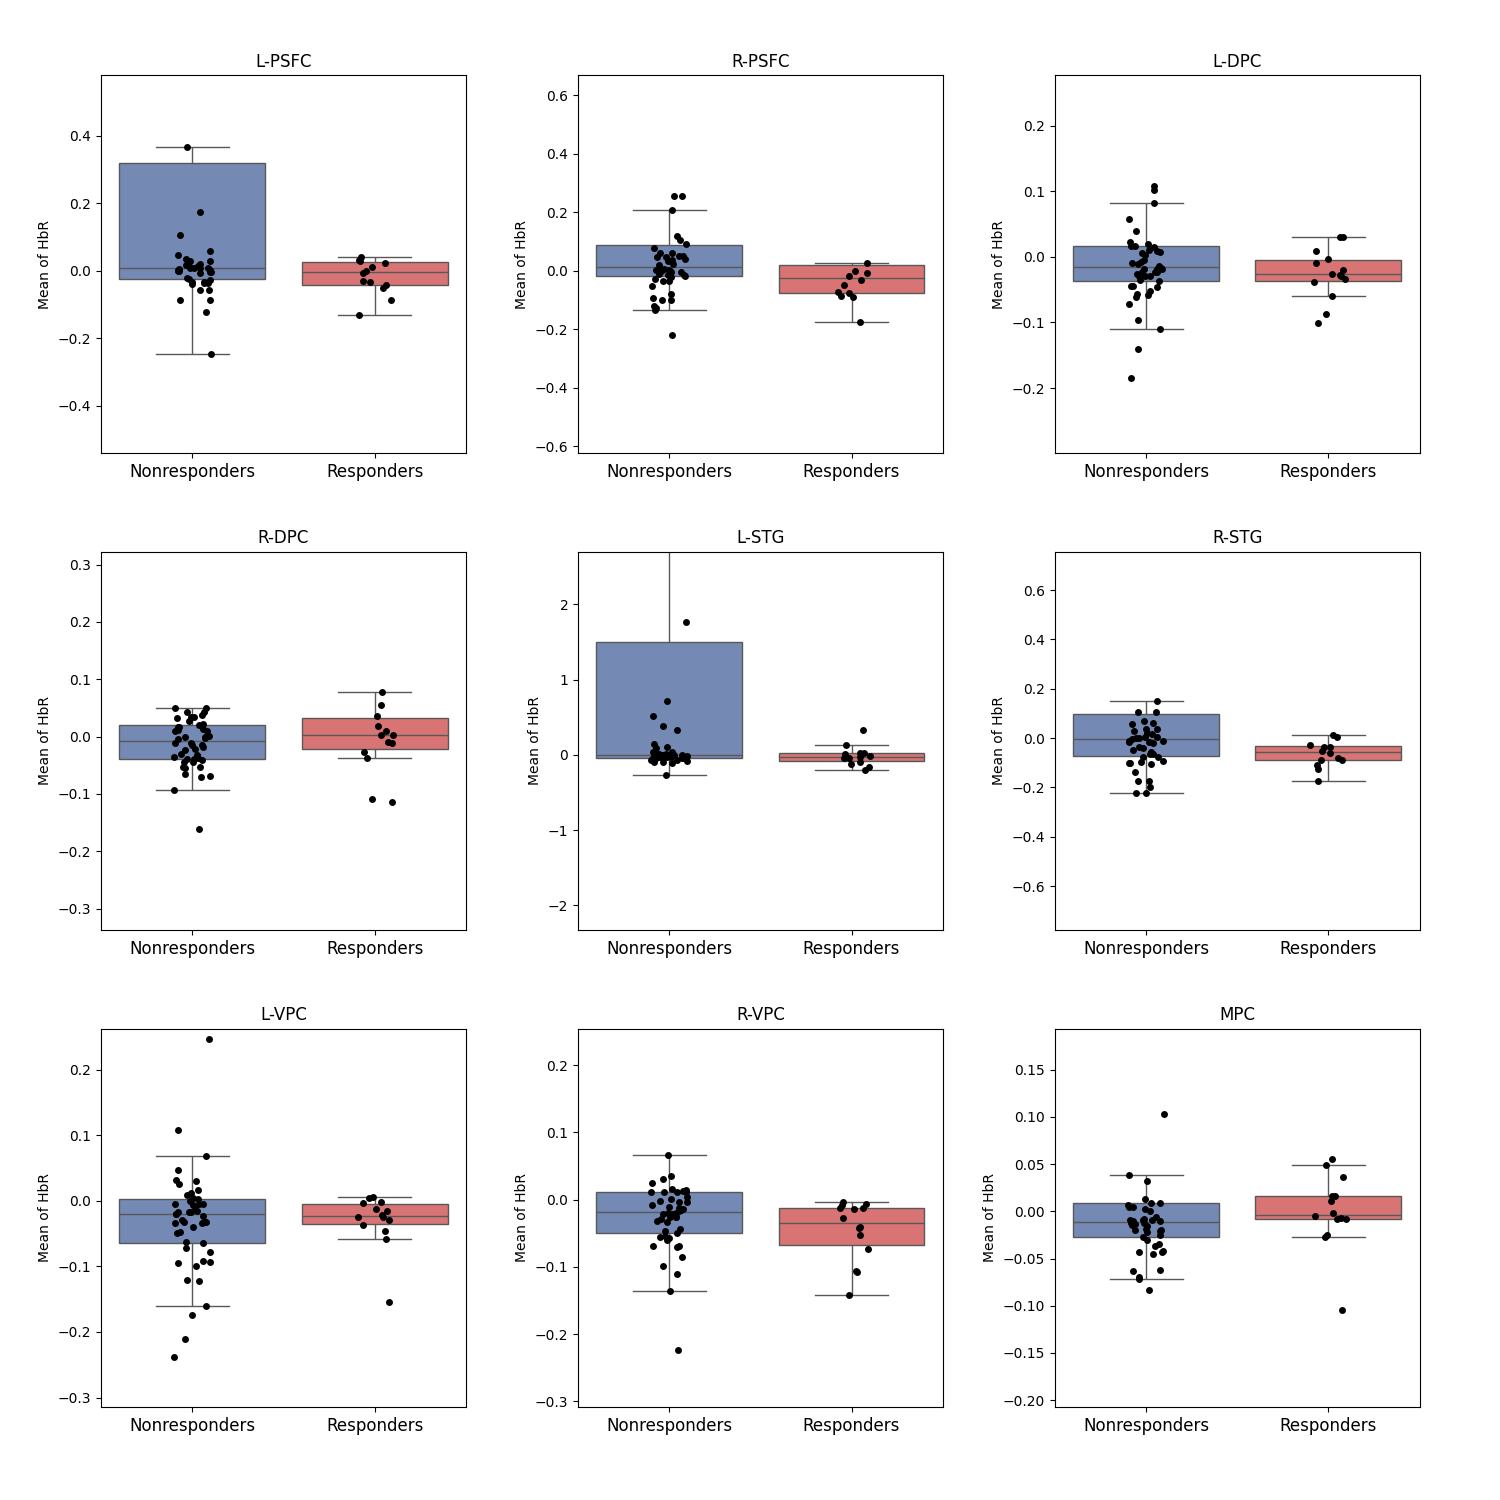 L-PSFC
R-PSFC
L-DPC
Mean of HbR
0.4
0.2
0.0
−0.2
−0.4
Nonresponders
Responders
Mean of HbR
0.6
0.4
0.2
0.0
−0.2
−0.4
−0.6
Nonresponders
Responders
Mean of HbR
0.2
0.1
0.0
−0.1
−0.2
Nonresponders
Responders
R-DPC
L-STG
R-STG
Mean of HbR
0.3
0.2
0.1
0.0
−0.1
−0.2
−0.3
Nonresponders
Responders
Mean of HbR
2
1
0
−1
−2
Nonresponders
Responders
Mean of HbR
0.6
0.4
0.2
0.0
−0.2
−0.4
−0.6
Nonresponders
Responders
L-VPC
R-VPC
MPC
Mean of HbR
0.2
0.1
0.0
−0.1
−0.2
−0.3
Nonresponders
Responders
Mean of HbR
0.2
0.1
0.0
−0.1
−0.2
−0.3
Nonresponders
Responders
Mean of HbR
0.15
0.10
0.05
0.00
−0.05
−0.10
−0.15
−0.20
Nonresponders
Responders